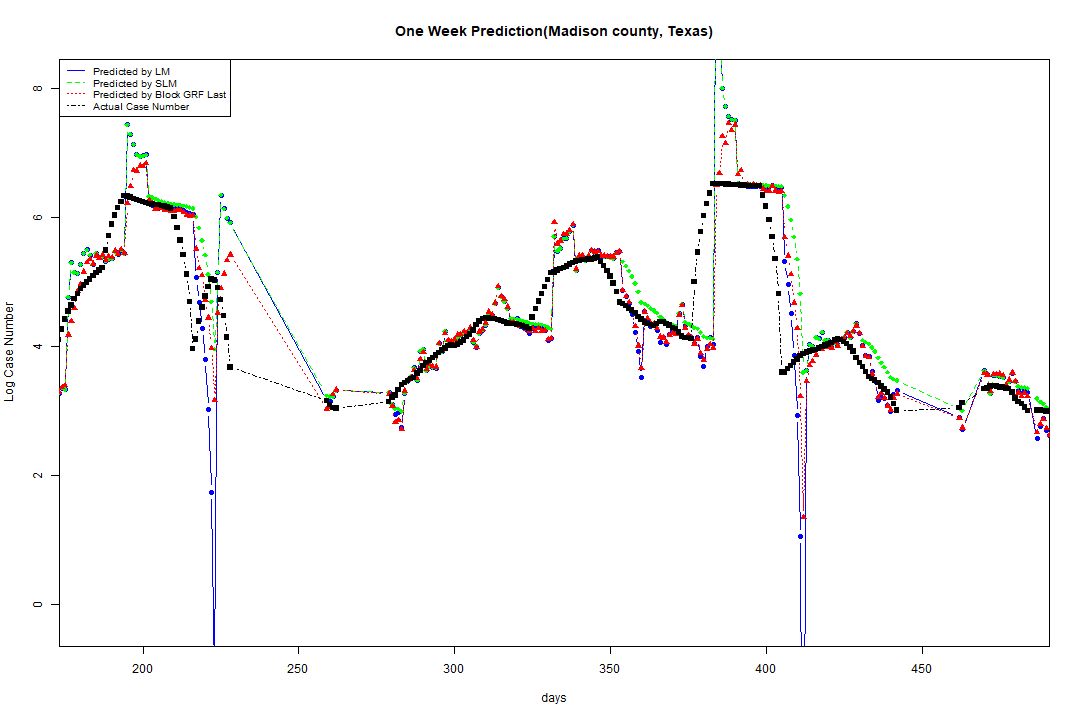 One Week Prediction(Madison county, Texas)
Predicted by LM
Predicted by SLM
Predicted by Block GRF Last
Actual Case Number
8
6
4
2
0
Log Case Number
200
250
300
350
400
450
days